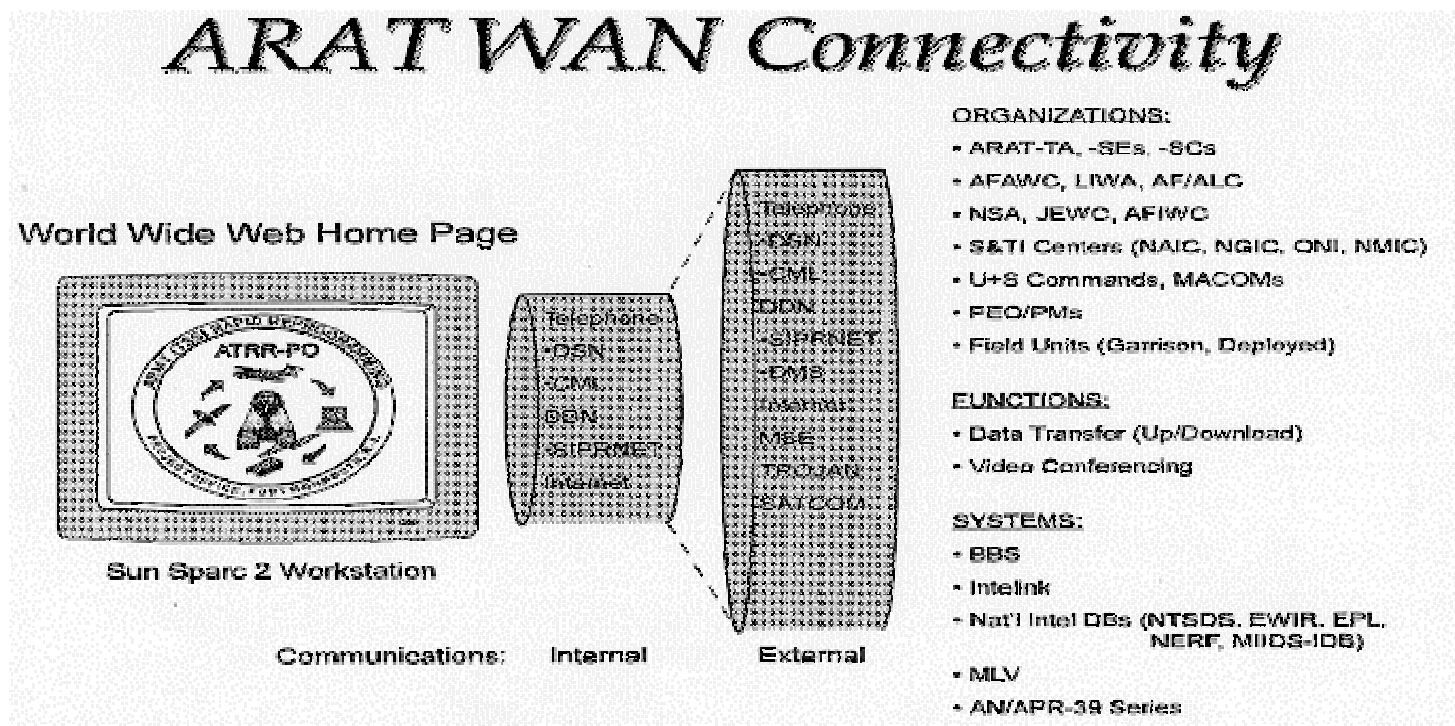 ARAT WAN Connectivity
World Wide Web Home Page
ATRR-PO
Sun Sparc 2 Workstation
Communications:
Telephone
-DSN
-CML
DDN
-SIPRNET
Internet
Internal
Telephone
-DSN
-CML
DDN
-SIPRNET
-DMS
Internet
MSE
TROJAN
SATCOM
External
ORGANIZATIONS:
• ARAT-TA, -SEs, -SCs
• AFAWC, LIWA, AF/ALC
• NSA, JEWC, AFIWC
• S&TI Centers (NAIC, NGIC, ONI, NMIC)
• U+S Commands, MACOMs
• PEO/PMs
• Field Units (Garrison, Deployed)
FUNCTIONS:
• Data Transfer (Up/Download)
• Video Conferencing
SYSTEMS:
• BBS
• Intelink
• Nat'l Intel DBs (NTSDS, EWIR, EPL,
NERF, MIIDS-IDB)
• MLV
• AN/APR-39 Series